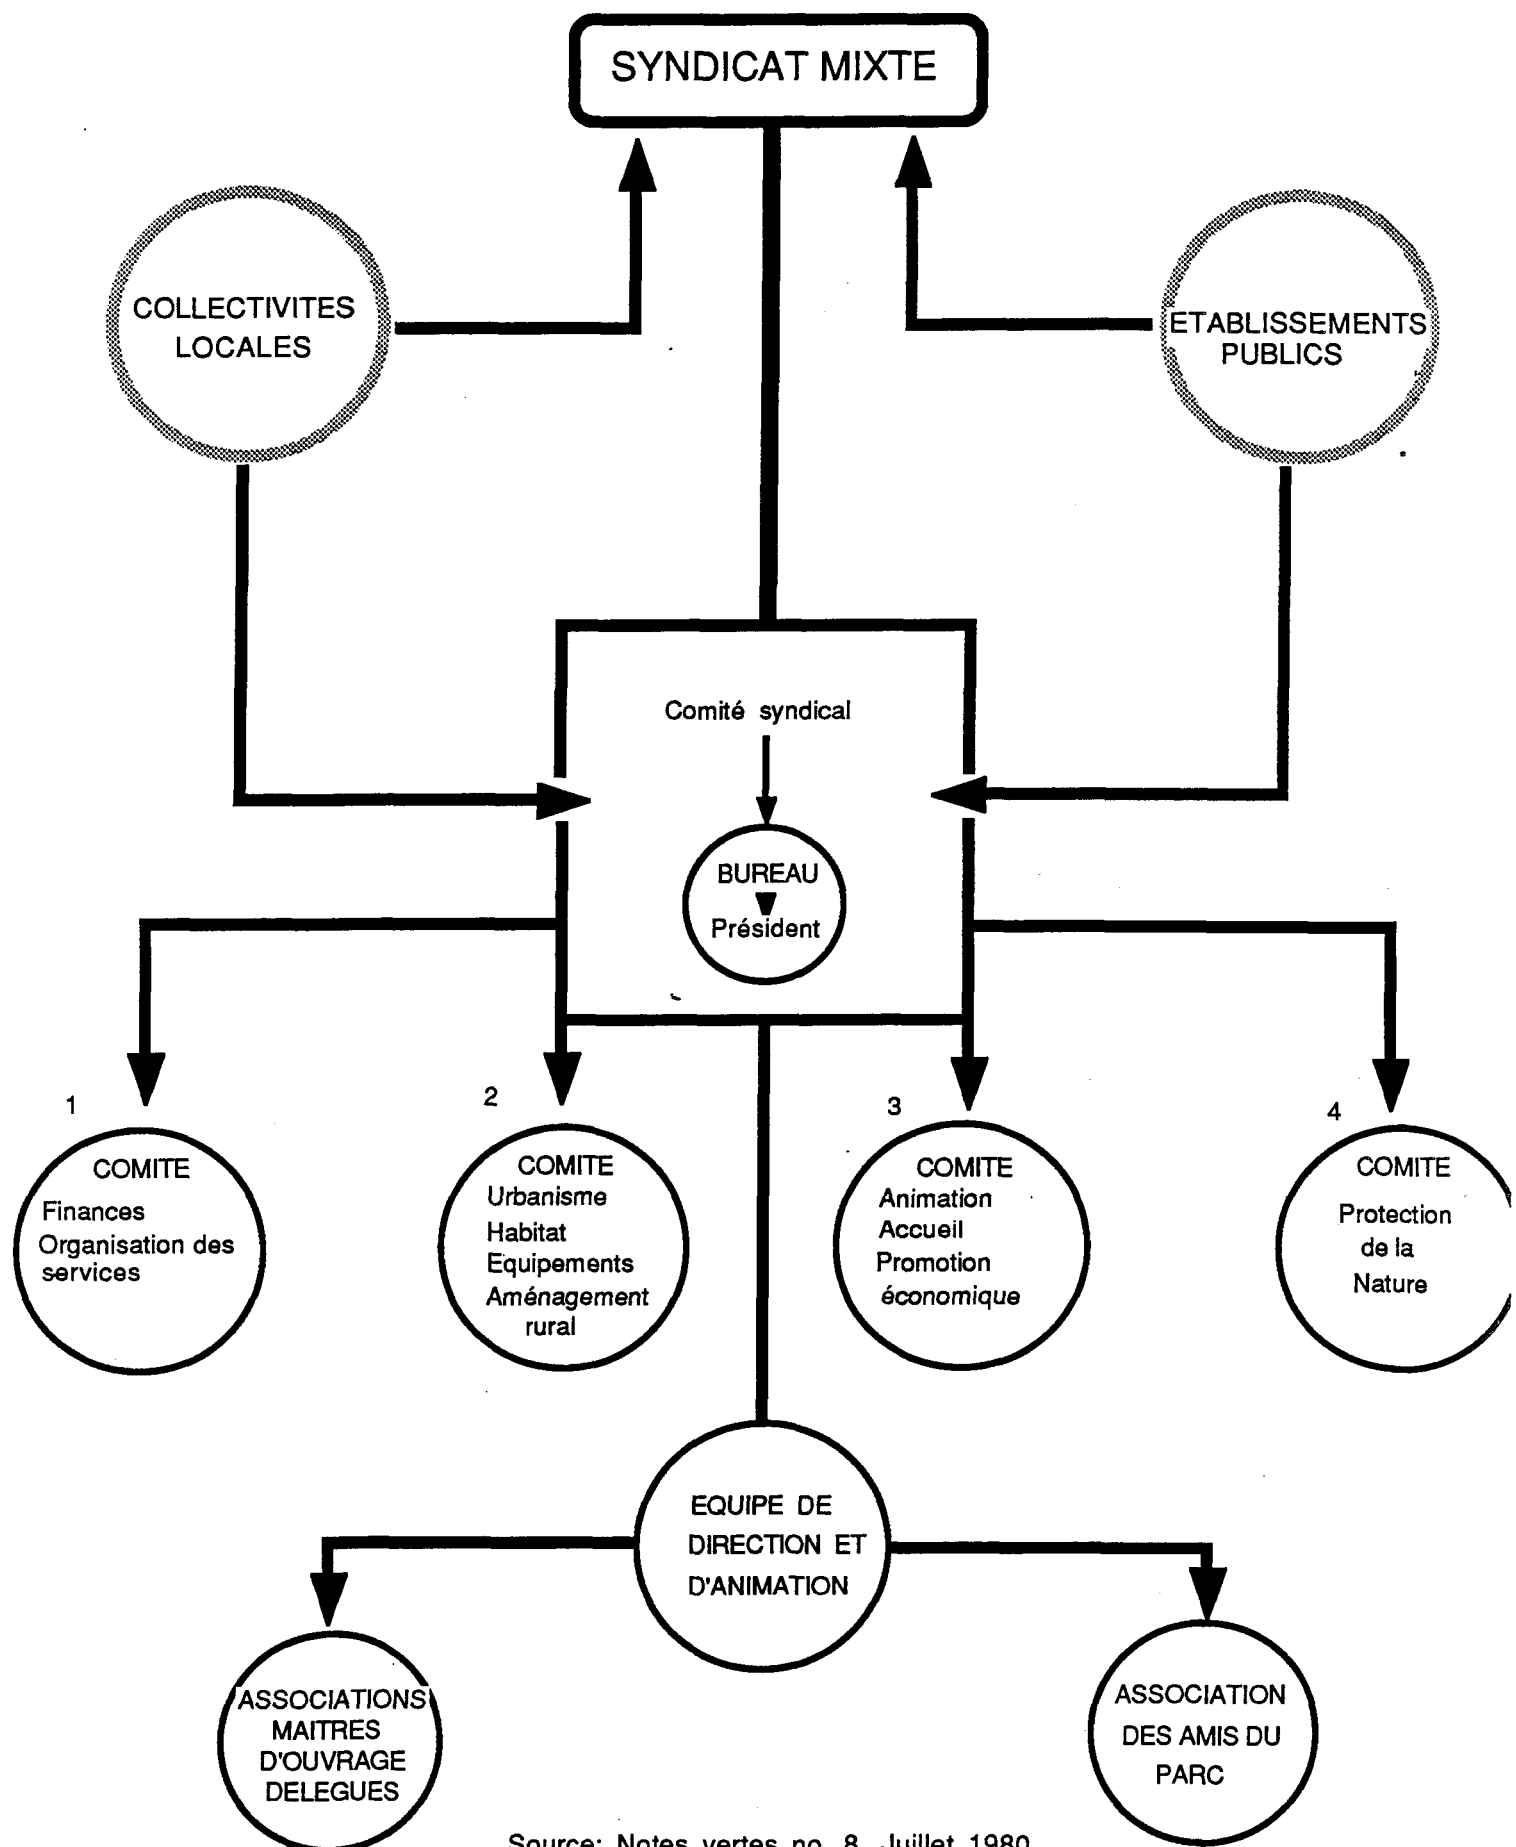 SYNDICAT MIXTE
COLLECTIVITES
LOCALES
ETABLISSEMENTS
PUBLICS
Comité syndical
BUREAU
Président
1
COMITE
Finances
Organisation des
services
2
COMITE
Urbanisme
Habitat
Equipements
Aménagement
rural
3
COMITE
Animation
Accueil
Promotion
économique
4
COMITE
Protection
de la
Nature
EQUIPE DE
DIRECTION ET
D'ANIMATION
ASSOCIATIONS
MAITRES
D'OUVRAGE
DELEGUES
ASSOCIATION
DES AMIS DU
PARC
Source: Notes vertes no. 8, Juillet 1980